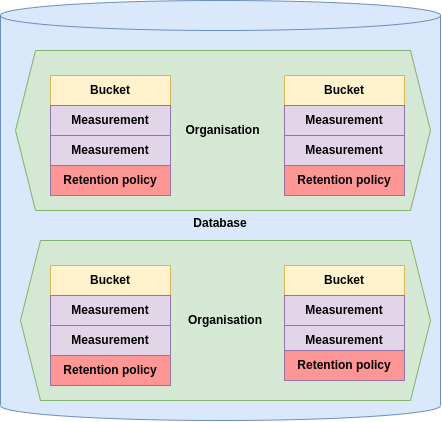 Bucket
Measurement
Measurement
Retention policy
Organisation
Bucket
Measurement
Measurement
Retention policy
Database
Bucket
Measurement
Measurement
Retention policy
Organisation
Bucket
Measurement
Measurement
Retention policy